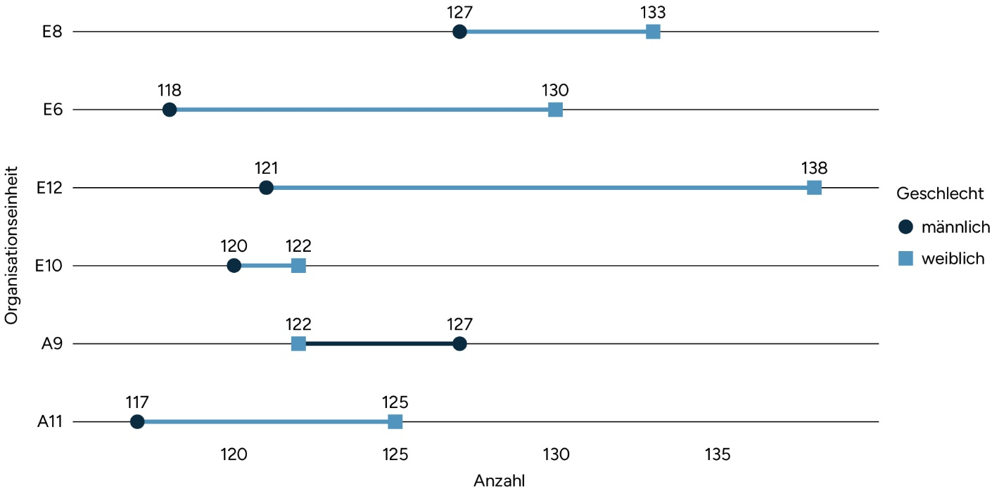 127 133
E8
118 130
E6
121 138
E12
120 122
E10
122 127
A9
117 125
A11
120 125 130 135
Anzahl
Organisationseinheit
Geschlecht
männlich
weiblich